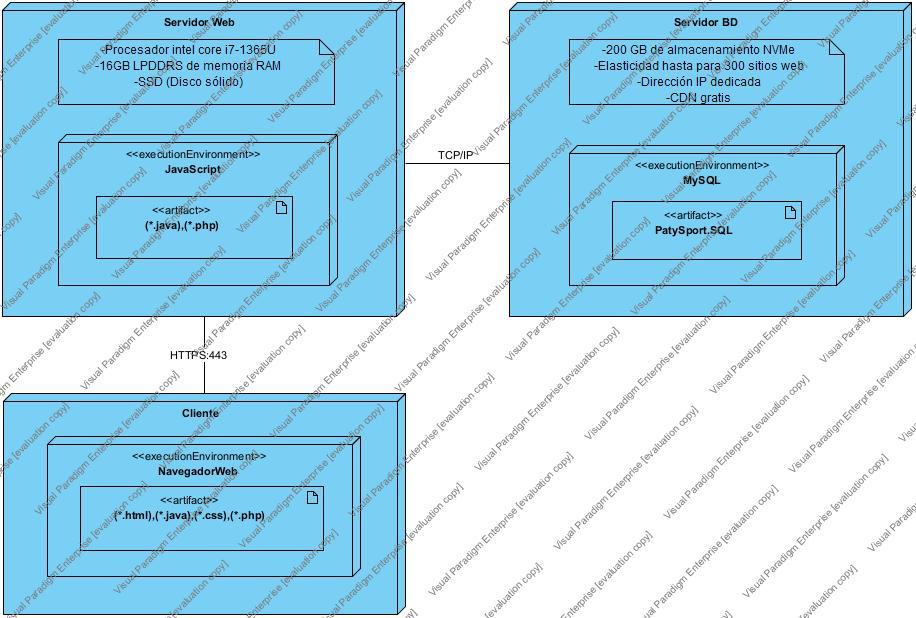 Servidor Web
-Procesador intel core i7-1365U
-16GB LPDDRS de memoria RAM
-SSD (Disco sólido)
<<executionEnvironment>>
JavaScript
<<artifact>>
(*.java),(*.php)
TCP/IP
Servidor BD
-200 GB de almacenamiento NVMe
-Elasticidad hasta para 300 sitios web
-Dirección IP dedicada
-CDN gratis
<<executionEnvironment>>
MySQL
<<artifact>>
PatySport.SQL
HTTPS:443
Cliente
<<executionEnvironment>>
NavegadorWeb
<<artifact>>
(*.html),(*.java),(*.css),(*.php)
Visual Paradigm Enterprise [evaluation copy]